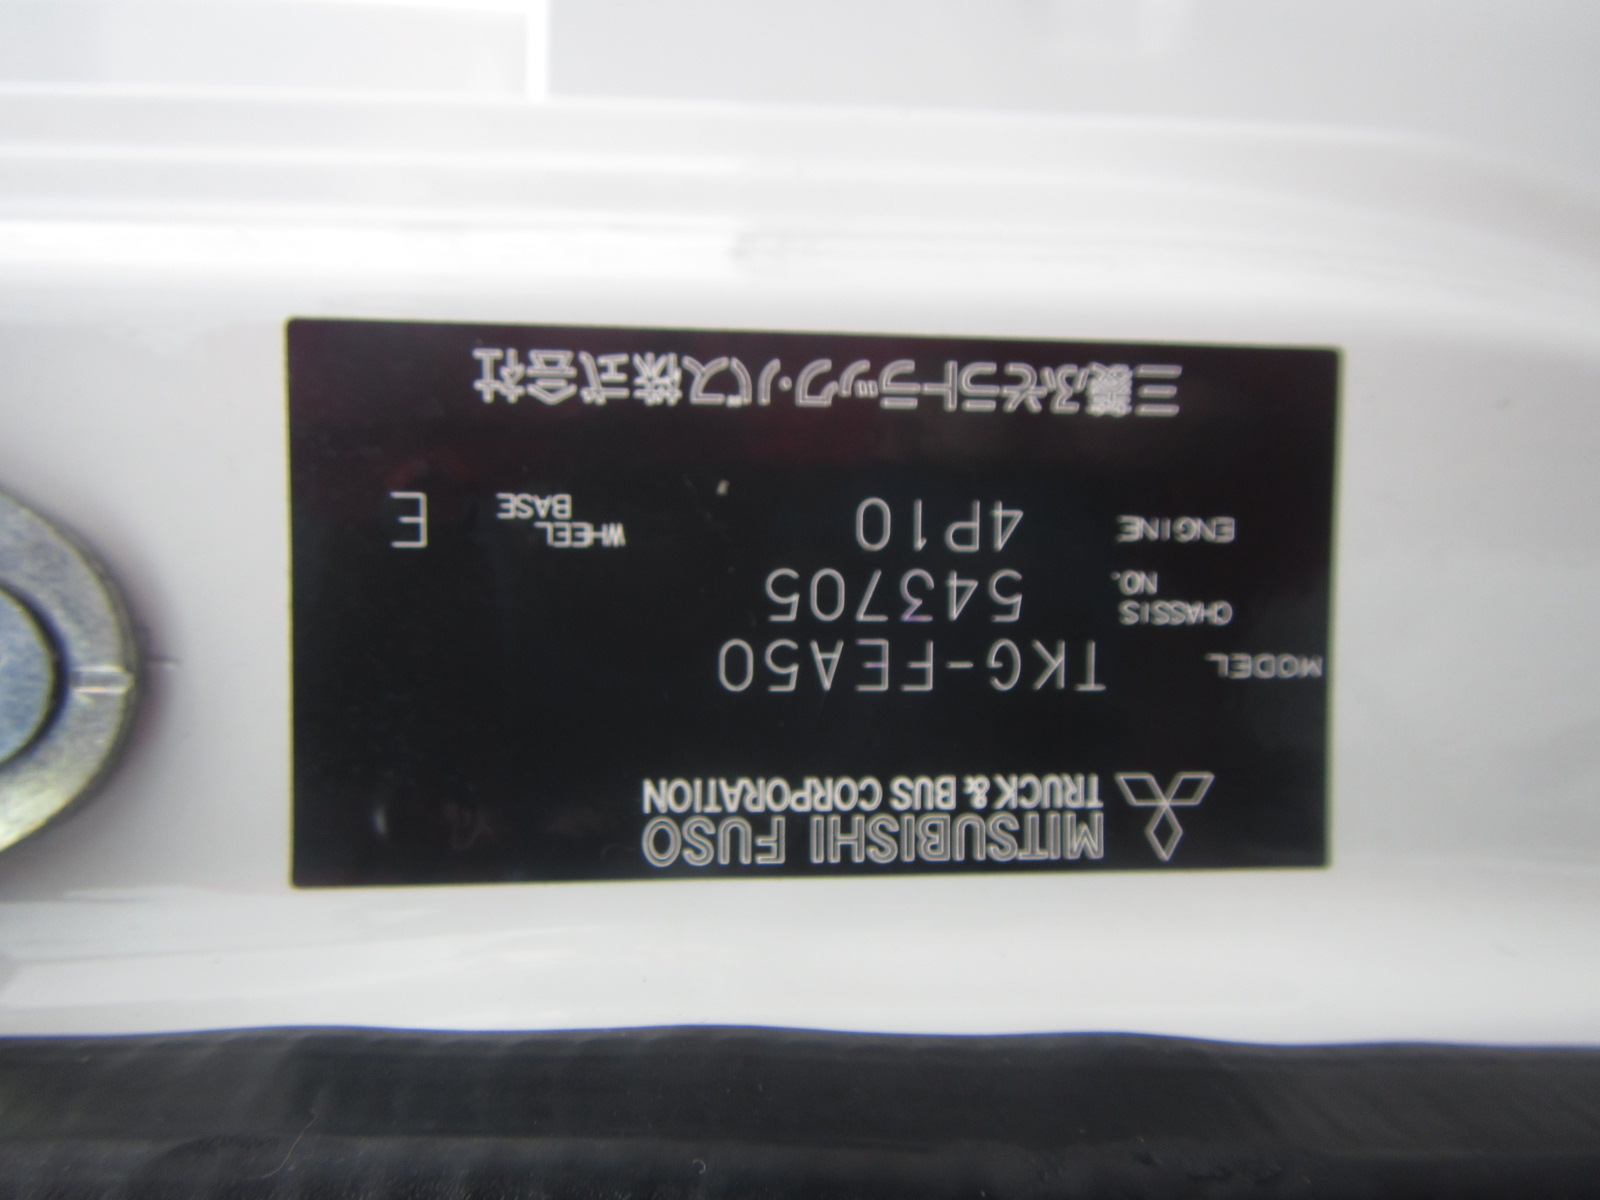 MITSUBISHI FUSO
TRUCK & BUS CORPORATION
MODEL TKG-FEA50
CHASSIS NO. 543705
ENGINE 4P10 WHEEL BASE E
三菱ふそうトラック・バス株式会社